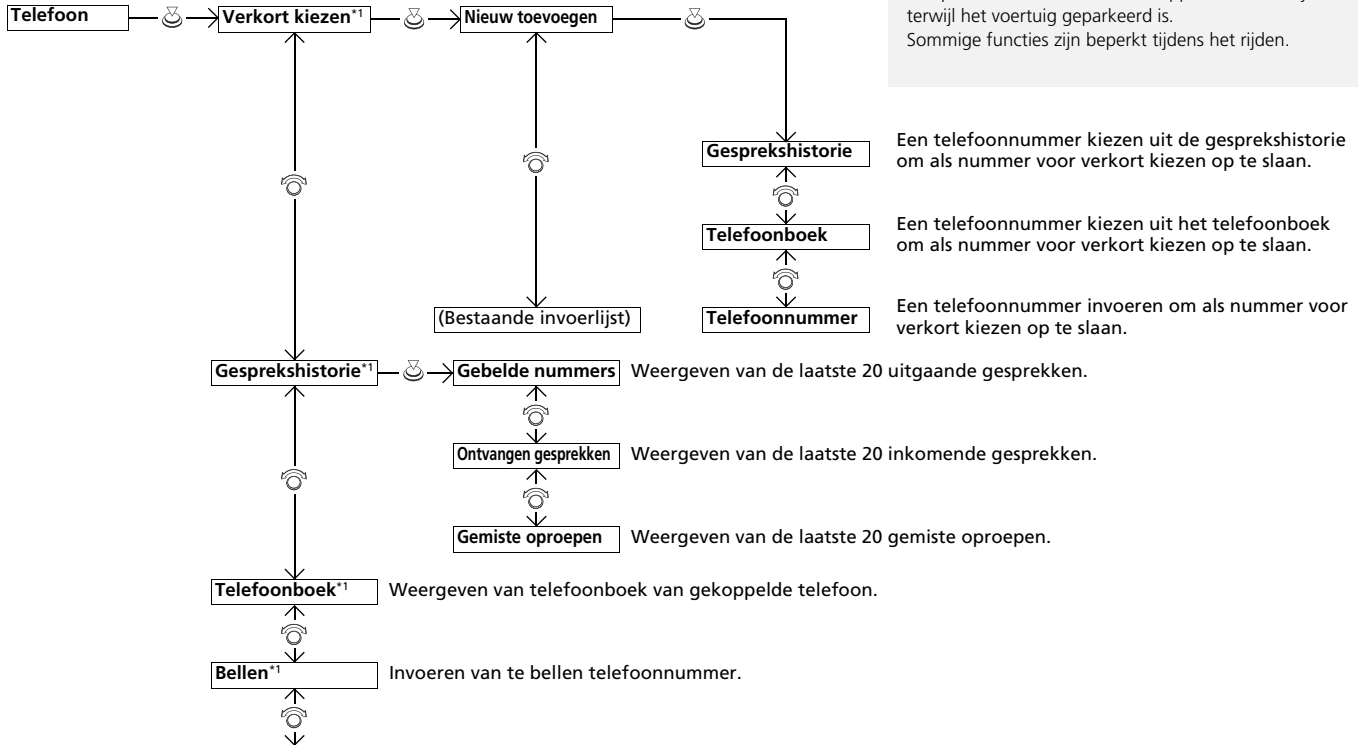 Telefoon
Verkort kiezen*1
Nieuw toevoegen
terwijl het voertuig geparkeerd is.
Sommige functies zijn beperkt tijdens het rijden.
Gesprekshistorie
Een telefoonnummer kiezen uit de gesprekshistorie
om als nummer voor verkort kiezen op te slaan.
Telefoonboek
Een telefoonnummer kiezen uit het telefoonboek
om als nummer voor verkort kiezen op te slaan.
(Bestaande invoerlijst)
Telefoonnummer
Een telefoonnummer invoeren om als nummer voor
verkort kiezen op te slaan.
Gesprekshistorie*1
Gebelde nummers
Weergeven van de laatste 20 uitgaande gesprekken.
Ontvangen gesprekken
Weergeven van de laatste 20 inkomende gesprekken.
Gemiste oproepen
Weergeven van de laatste 20 gemiste oproepen.
Telefoonboek*1
Weergeven van telefoonboek van gekoppelde telefoon.
Bellen*1
Invoeren van te bellen telefoonnummer.